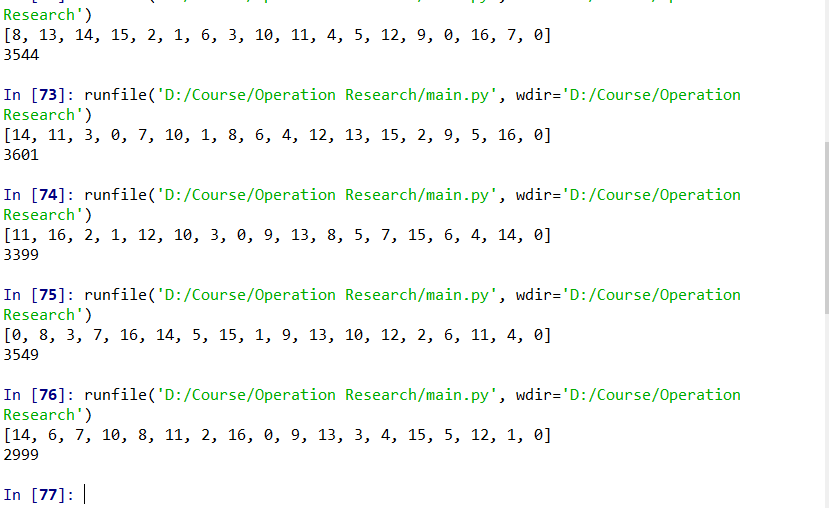 Research')
[8, 13, 14, 15, 2, 1, 6, 3, 10, 11, 4, 5, 12, 9, 0, 16, 7, 0]
3544
In [73]: runfile('D:/Course/Operation Research/main.py', wdir='D:/Course/Operation
Research')
[14, 11, 3, 0, 7, 10, 1, 8, 6, 4, 12, 13, 15, 2, 9, 5, 16, 0]
3601
In [74]: runfile('D:/Course/Operation Research/main.py', wdir='D:/Course/Operation
Research')
[11, 16, 2, 1, 12, 10, 3, 0, 9, 13, 8, 5, 7, 15, 6, 4, 14, 0]
3399
In [75]: runfile('D:/Course/Operation Research/main.py', wdir='D:/Course/Operation
Research')
[0, 8, 3, 7, 16, 14, 5, 15, 1, 9, 13, 10, 12, 2, 6, 11, 4, 0]
3549
In [76]: runfile('D:/Course/Operation Research/main.py', wdir='D:/Course/Operation
Research')
[14, 6, 7, 10, 8, 11, 2, 16, 0, 9, 13, 3, 4, 15, 5, 12, 1, 0]
2999
In [77]: